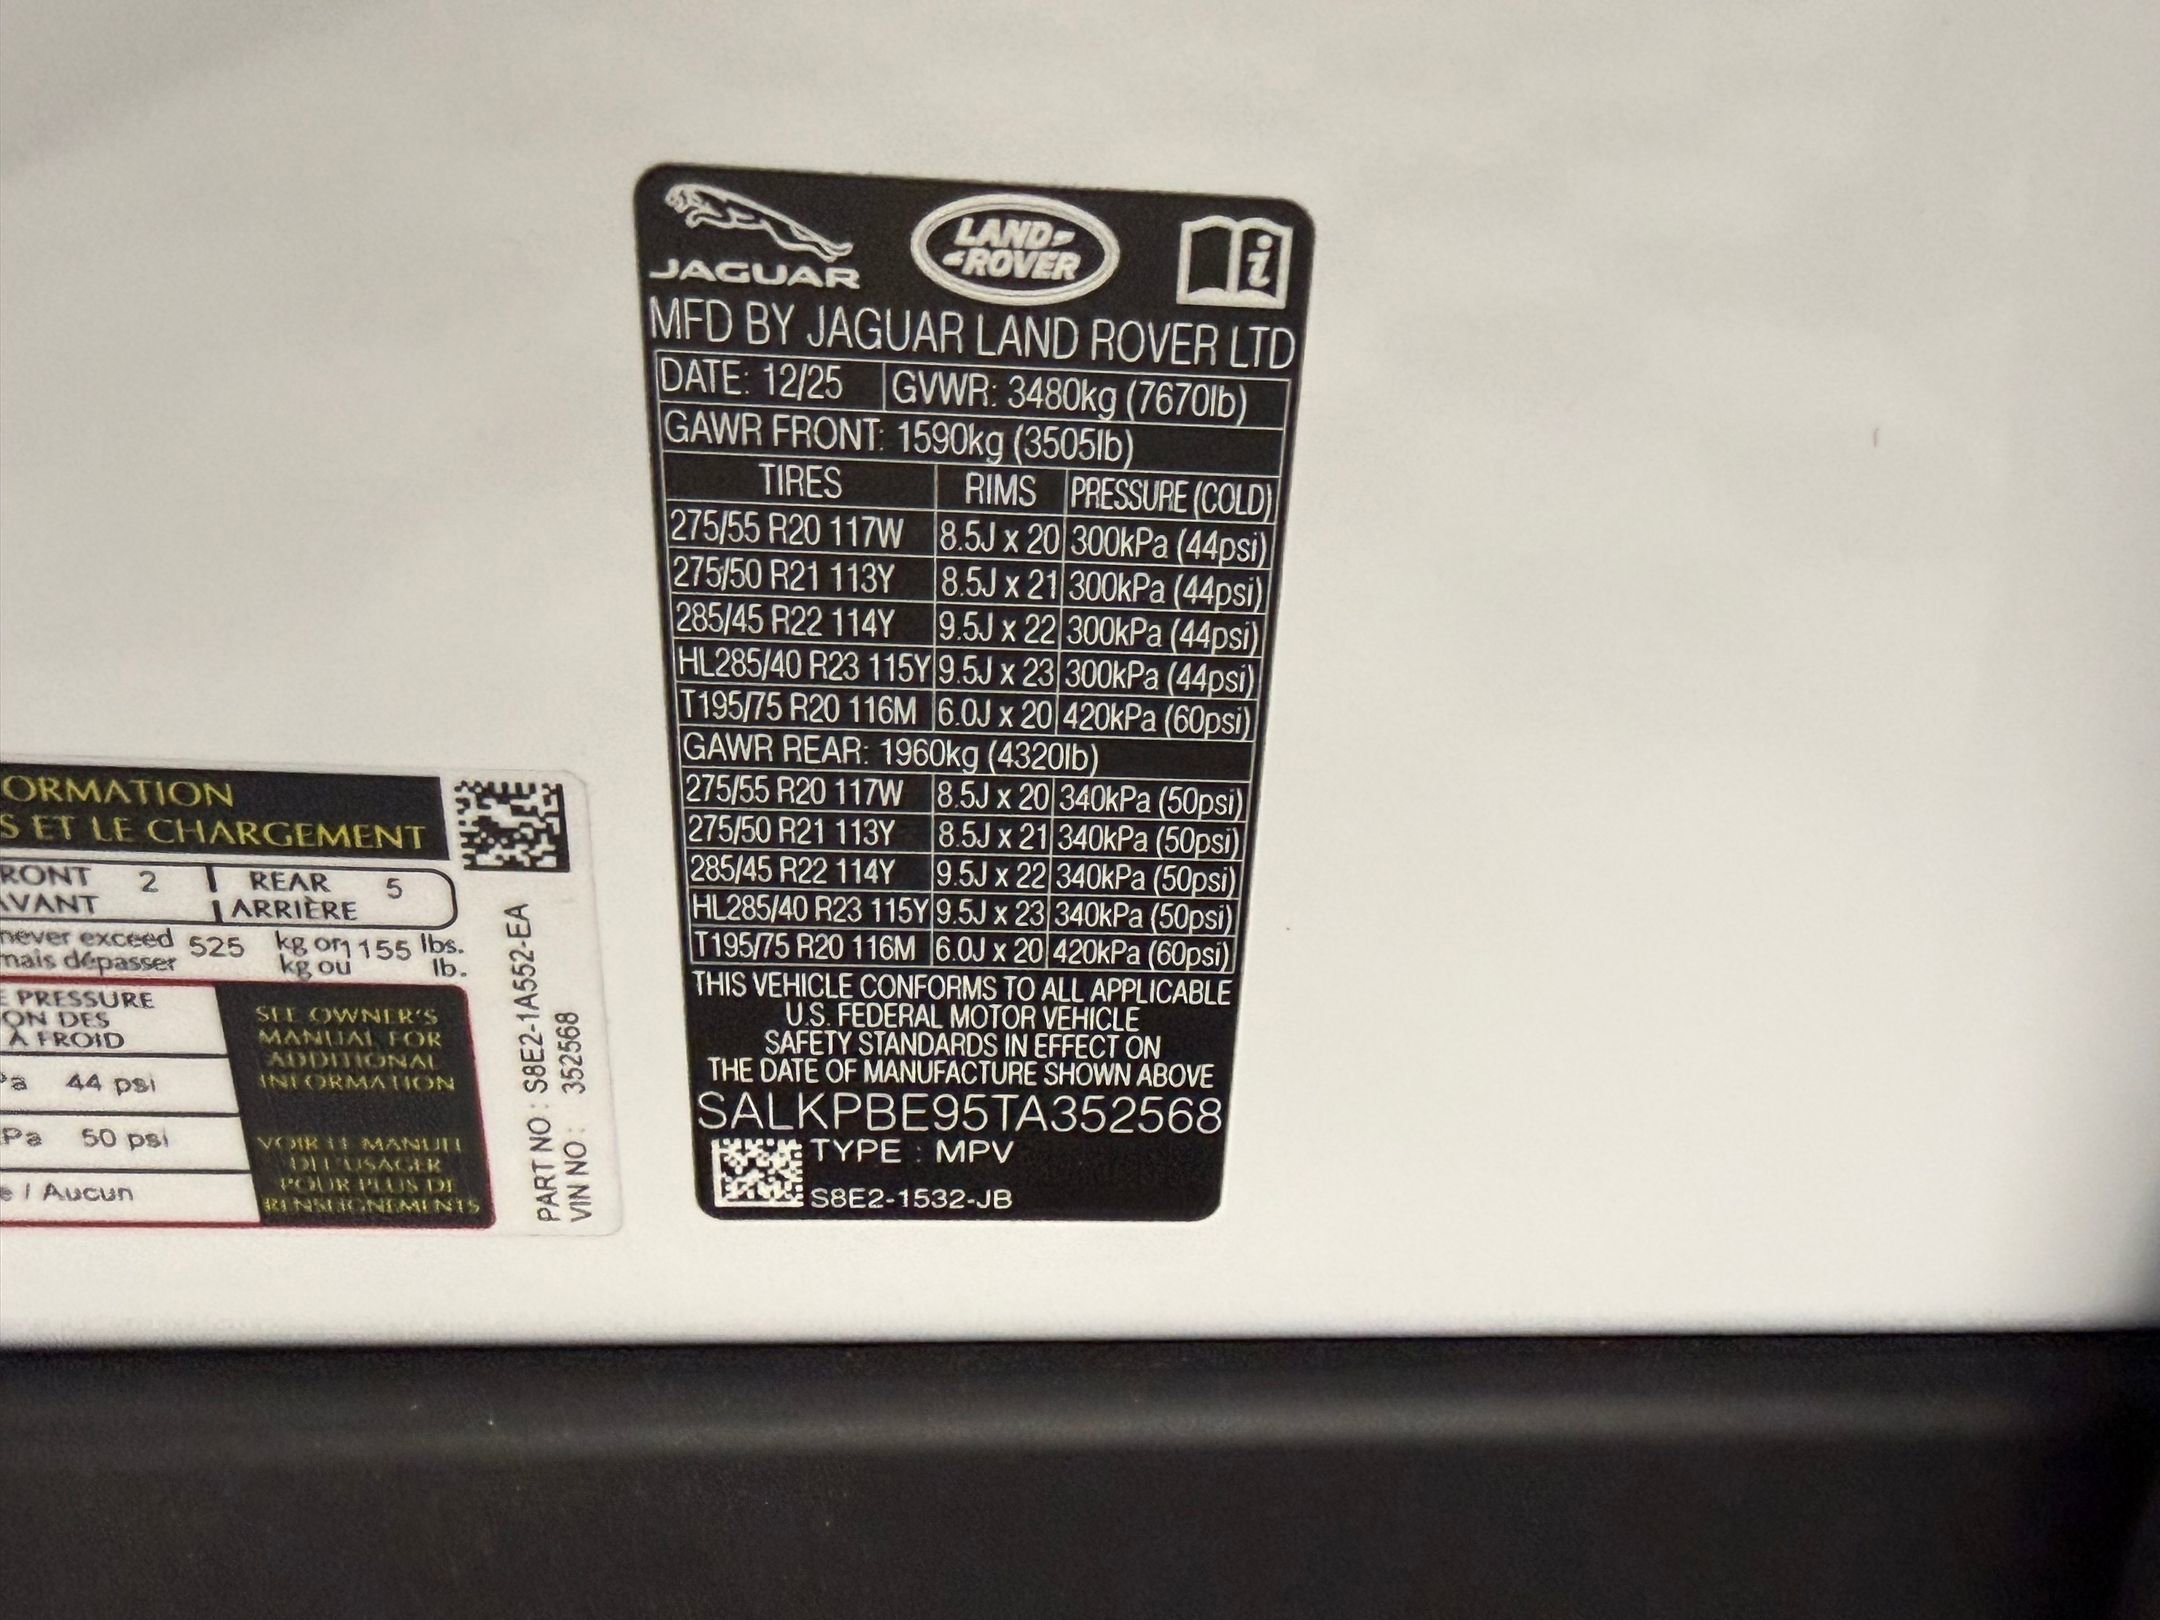 JAGUAR
LAND-
-ROVER
MFD BY JAGUAR LAND ROVER LTD
DATE: 12/25 GVWR: 3480kg (7670lb)
GAWR FRONT: 1590kg (3505lb)
TIRES RIMS PRESSURE (COLD)
275/55 R20 117W 8.5J x 20 300kPa (44psi)
275/50 R21 113Y 8.5J x 21 300kPa (44psi)
285/45 R22 114Y 9.5J x 22 300kPa (44psi)
HL285/40 R23 115Y 9.5J x 23 300kPa (44psi)
T195/75 R20 116M 6.0J x 20 420kPa (60psi)
GAWR REAR: 1960kg (4320lb)
275/55 R20 117W 8.5J x 20 340kPa (50psi)
275/50 R21 113Y 8.5J x 21 340kPa (50psi)
285/45 R22 114Y 9.5J x 22 340kPa (50psi)
HL285/40 R23 115Y 9.5J x 23 340kPa (50psi)
T195/75 R20 116M 6.0J x 20 420kPa (60psi)
THIS VEHICLE CONFORMS TO ALL APPLICABLE
U.S. FEDERAL MOTOR VEHICLE
SAFETY STANDARDS IN EFFECT ON
THE DATE OF MANUFACTURE SHOWN ABOVE
SALKPBE95TA352568
TYPE : MPV
S8E2-1532-JB
ORMATION
S ET LE CHARGEMENT
RONT 2 REAR 5
AVANT ARRIÈRE
never exceed 525 kg or 1155 lbs.
mais dépasser kg ou lb.
E PRESSURE
ON DES
À FROID
Pa 44 psi
Pa 50 psi
e / Aucun
SEE OWNER'S
MANUAL FOR
ADDITIONAL
INFORMATION
VOIR LE MANUEL
DE L'USAGER
POUR PLUS DE
RENSEIGNEMENTS
PART NO : S8E2-1A552-EA
VIN NO : 352568